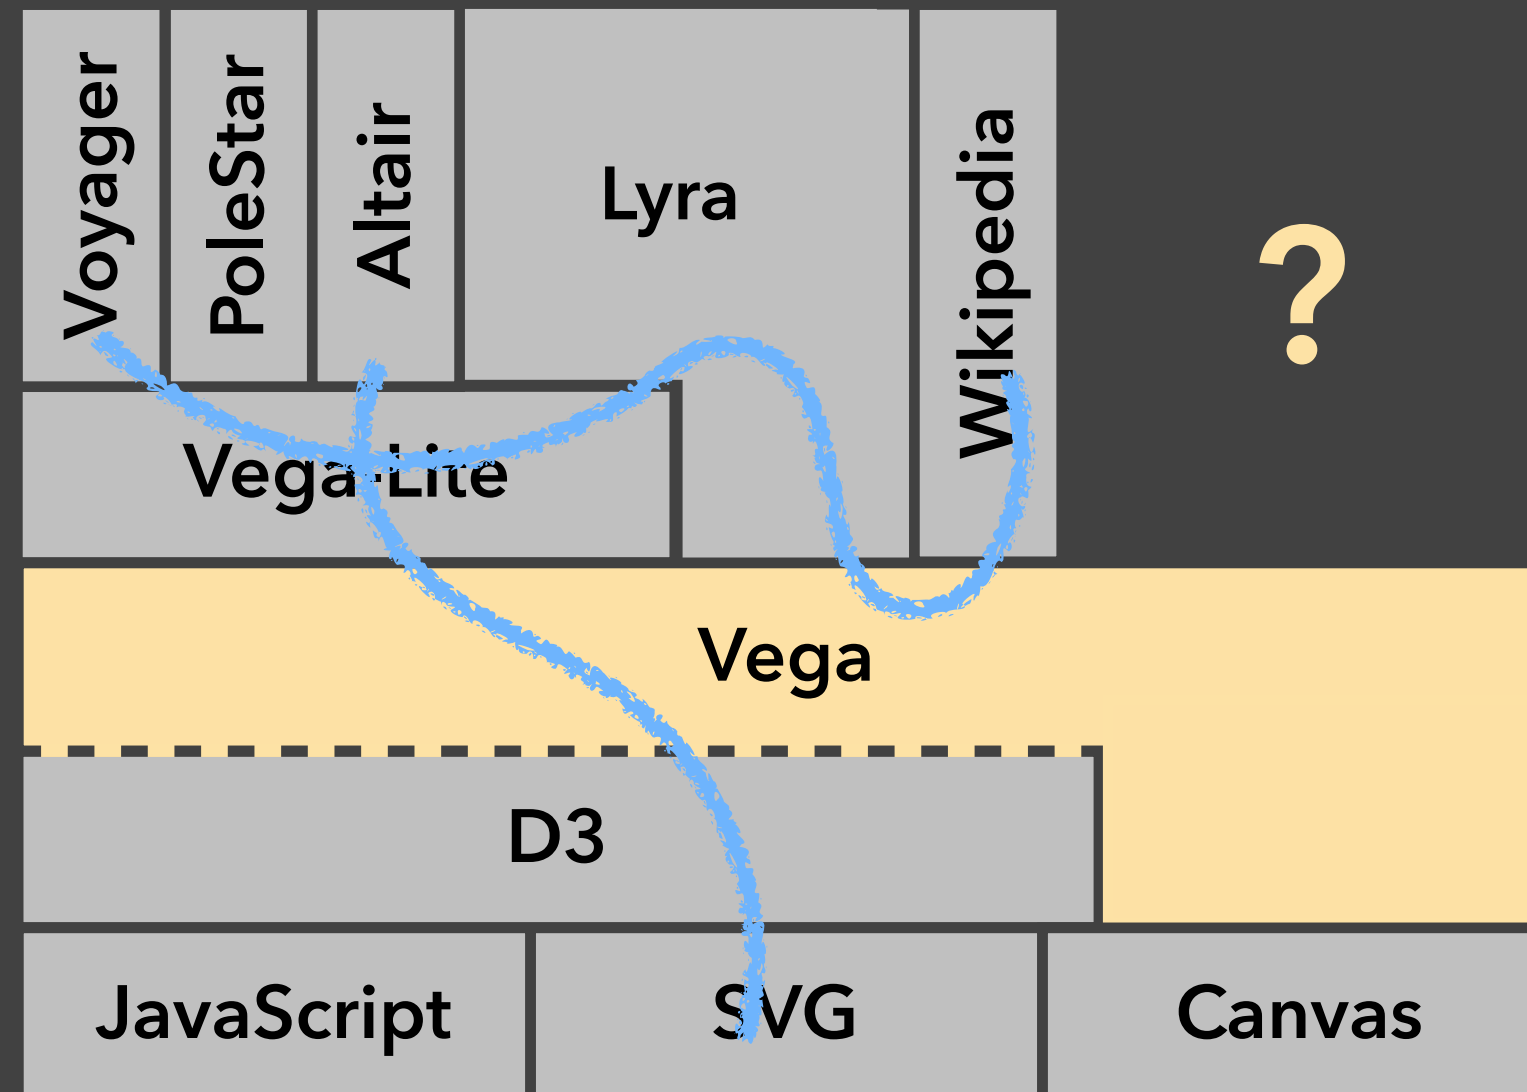 Voyager
PoleStar
Altair
Lyra
Wikipedia
?
Vega-Lite
Vega
D3
JavaScript
SVG
Canvas